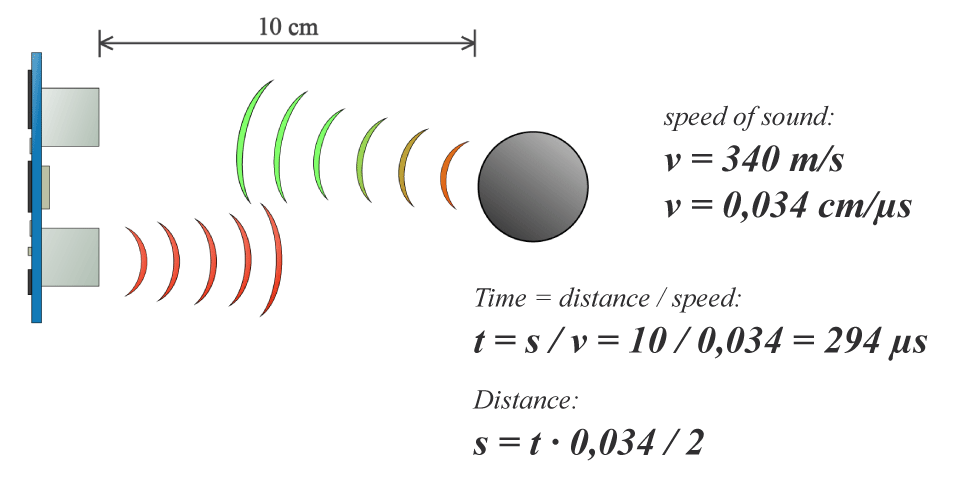 10 cm
speed of sound:
v = 340 m/s
v = 0,034 cm/µs
Time = distance / speed:
t = s / v = 10 / 0,034 = 294 µs
Distance:
s = t · 0,034 / 2